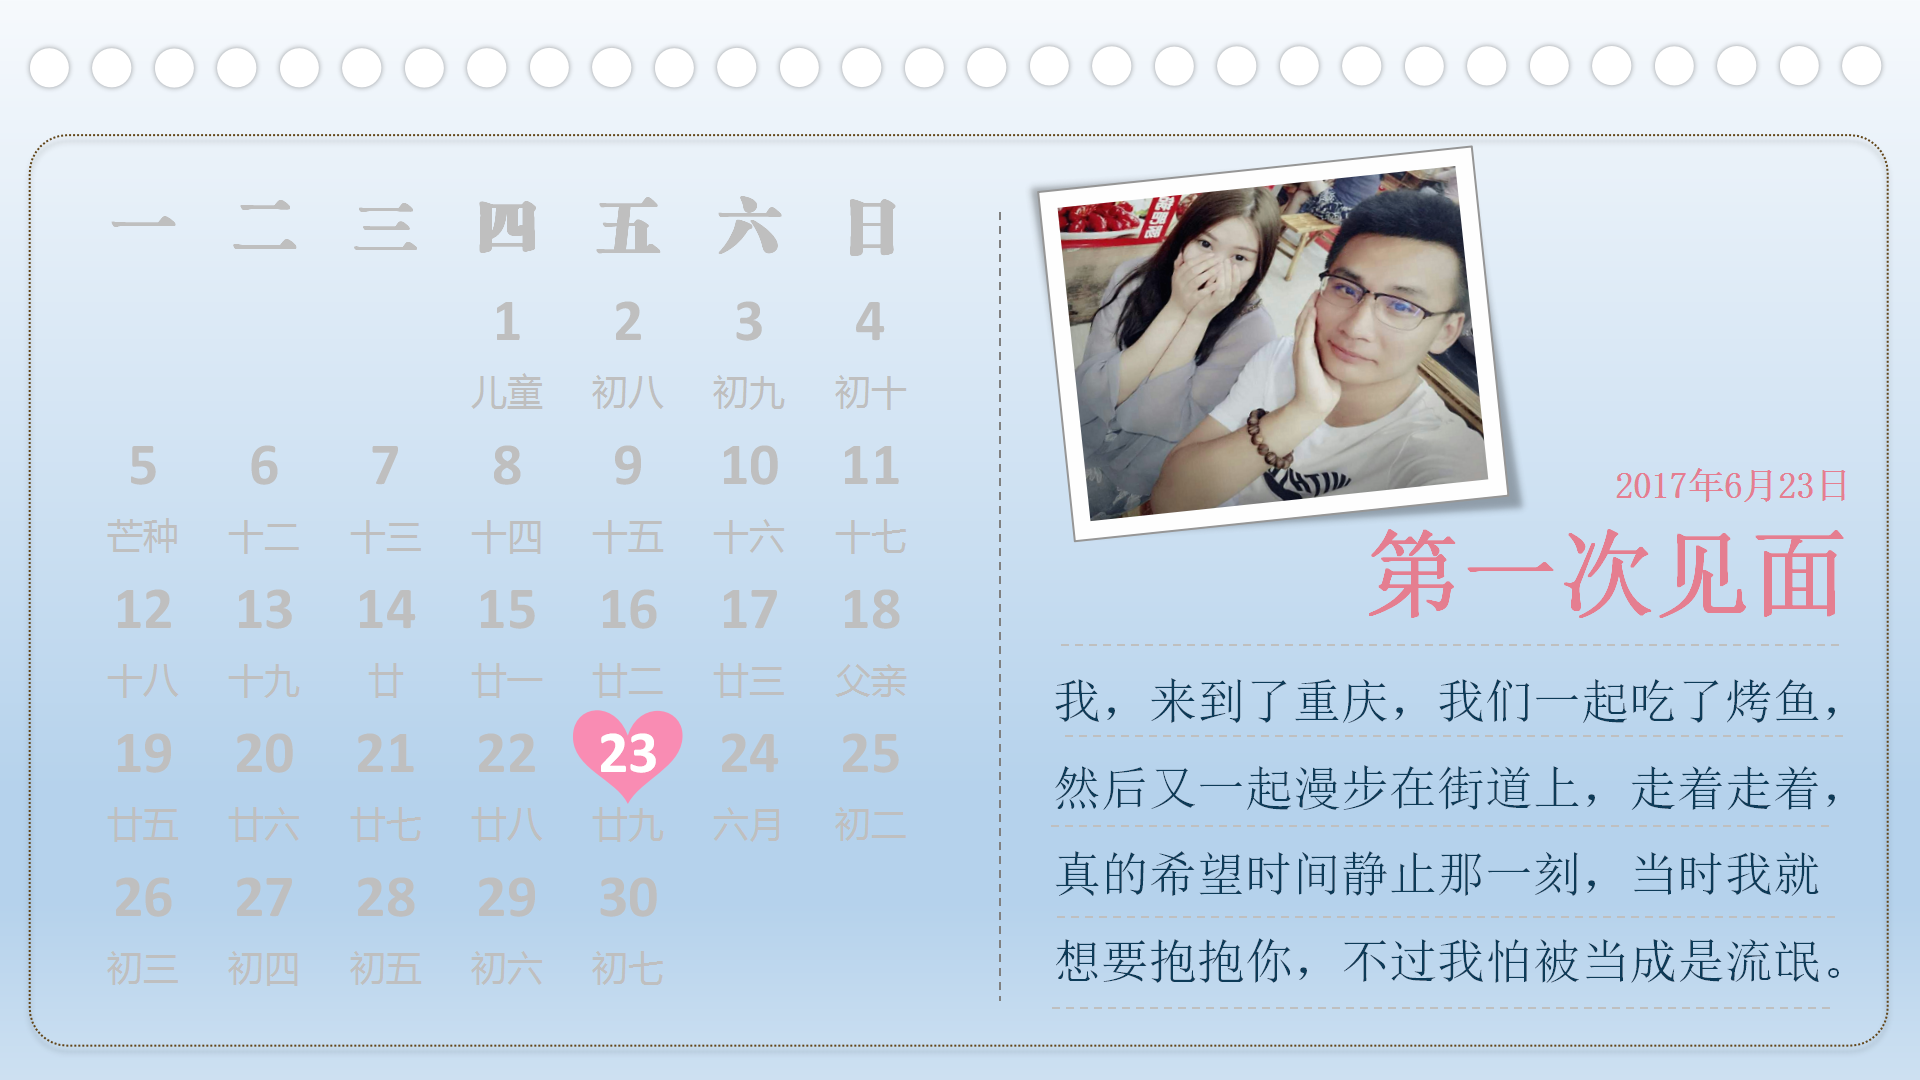 一 二 三 四 五 六 日
1 2 3 4
儿童 初八 初九 初十
5 6 7 8 9 10 11
芒种 十二 十三 十四 十五 十六 十七
12 13 14 15 16 17 18
十八 十九 廿 廿一 廿二 廿三 父亲
19 20 21 22 23 24 25
廿五 廿六 廿七 廿八 廿九 六月 初二
26 27 28 29 30
初三 初四 初五 初六 初七
2017年6月23日
第一次见面
我，来到了重庆，我们一起吃了烤鱼，
然后又一起漫步在街道上，走着走着，
真的希望时间静止那一刻，当时我就
想要抱抱你，不过我怕被当成是流氓。